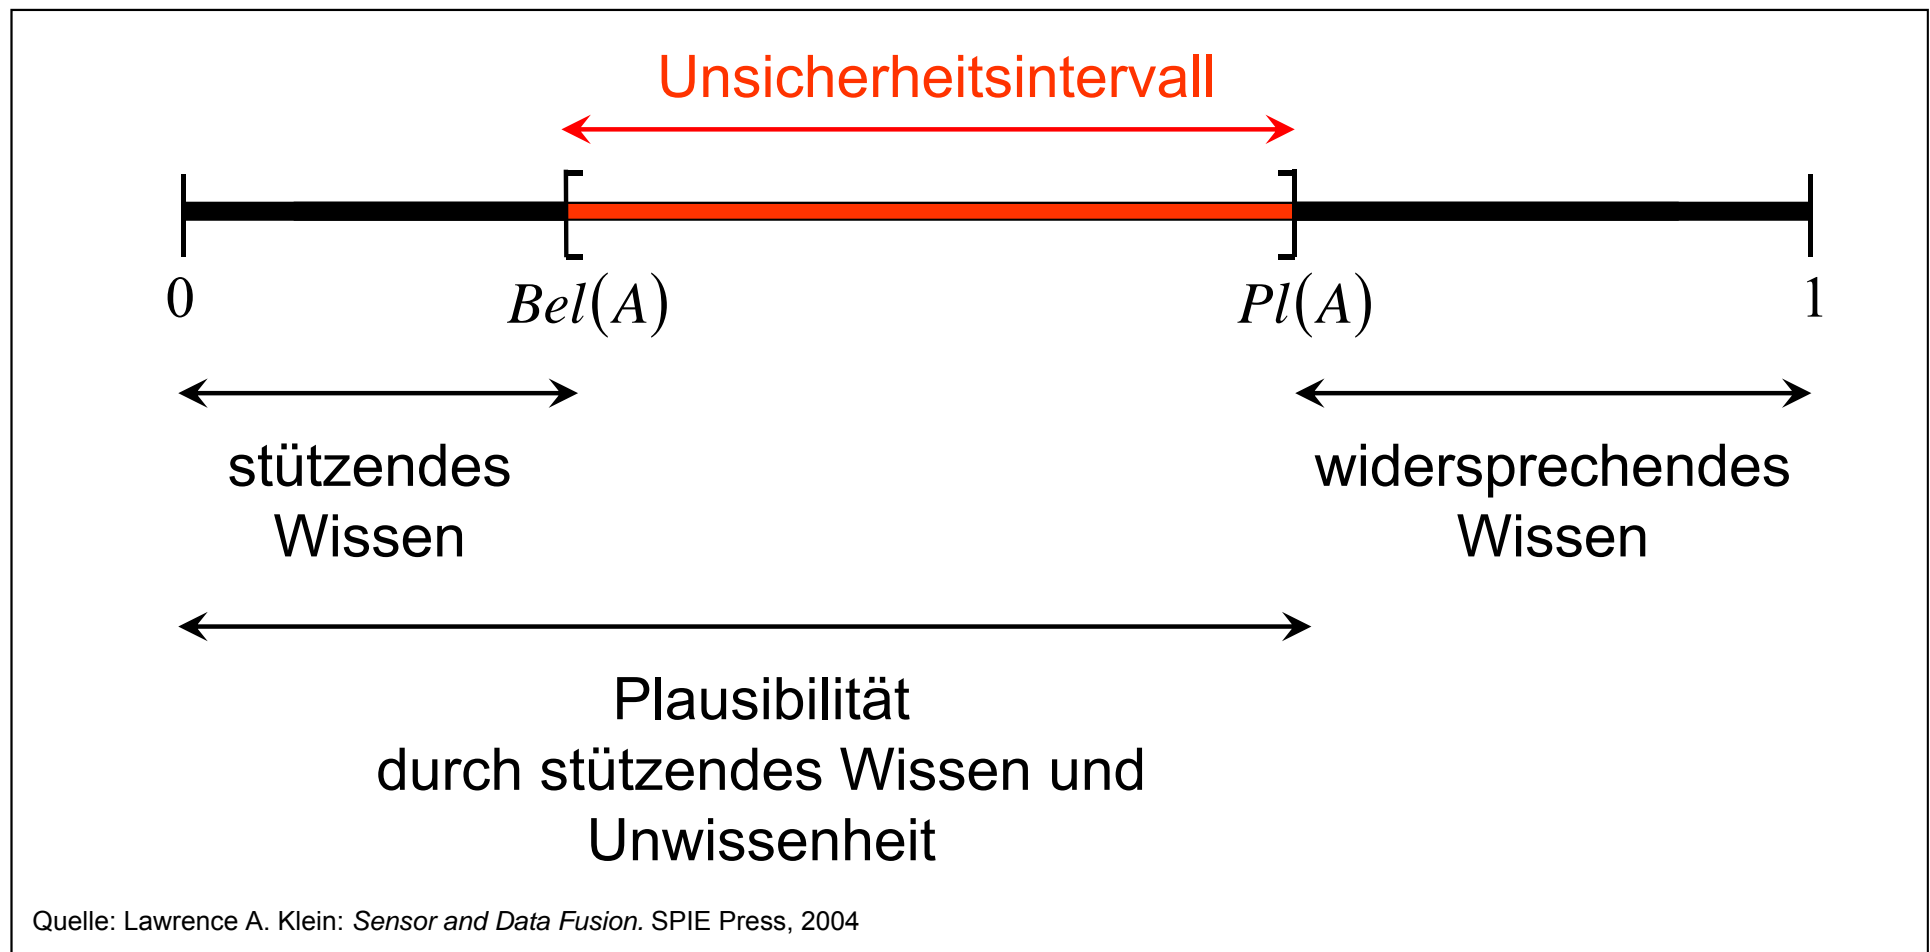 Unsicherheitsintervall
0
Bel(A)
Pl(A)
1
stützendes
Wissen
widersprechendes
Wissen
Plausibilität
durch stützendes Wissen und
Unwissenheit
Quelle: Lawrence A. Klein: Sensor and Data Fusion. SPIE Press, 2004